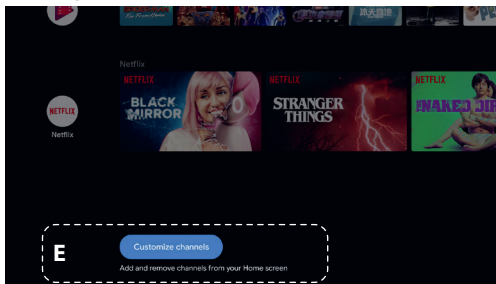 Netflix
NETFLIX
BLACK
MIRROR
NETFLIX
STRANGER
THINGS
NETFLIX
NETFLIX
Netflix
E
Customize channels
Add and remove channels from your Home screen